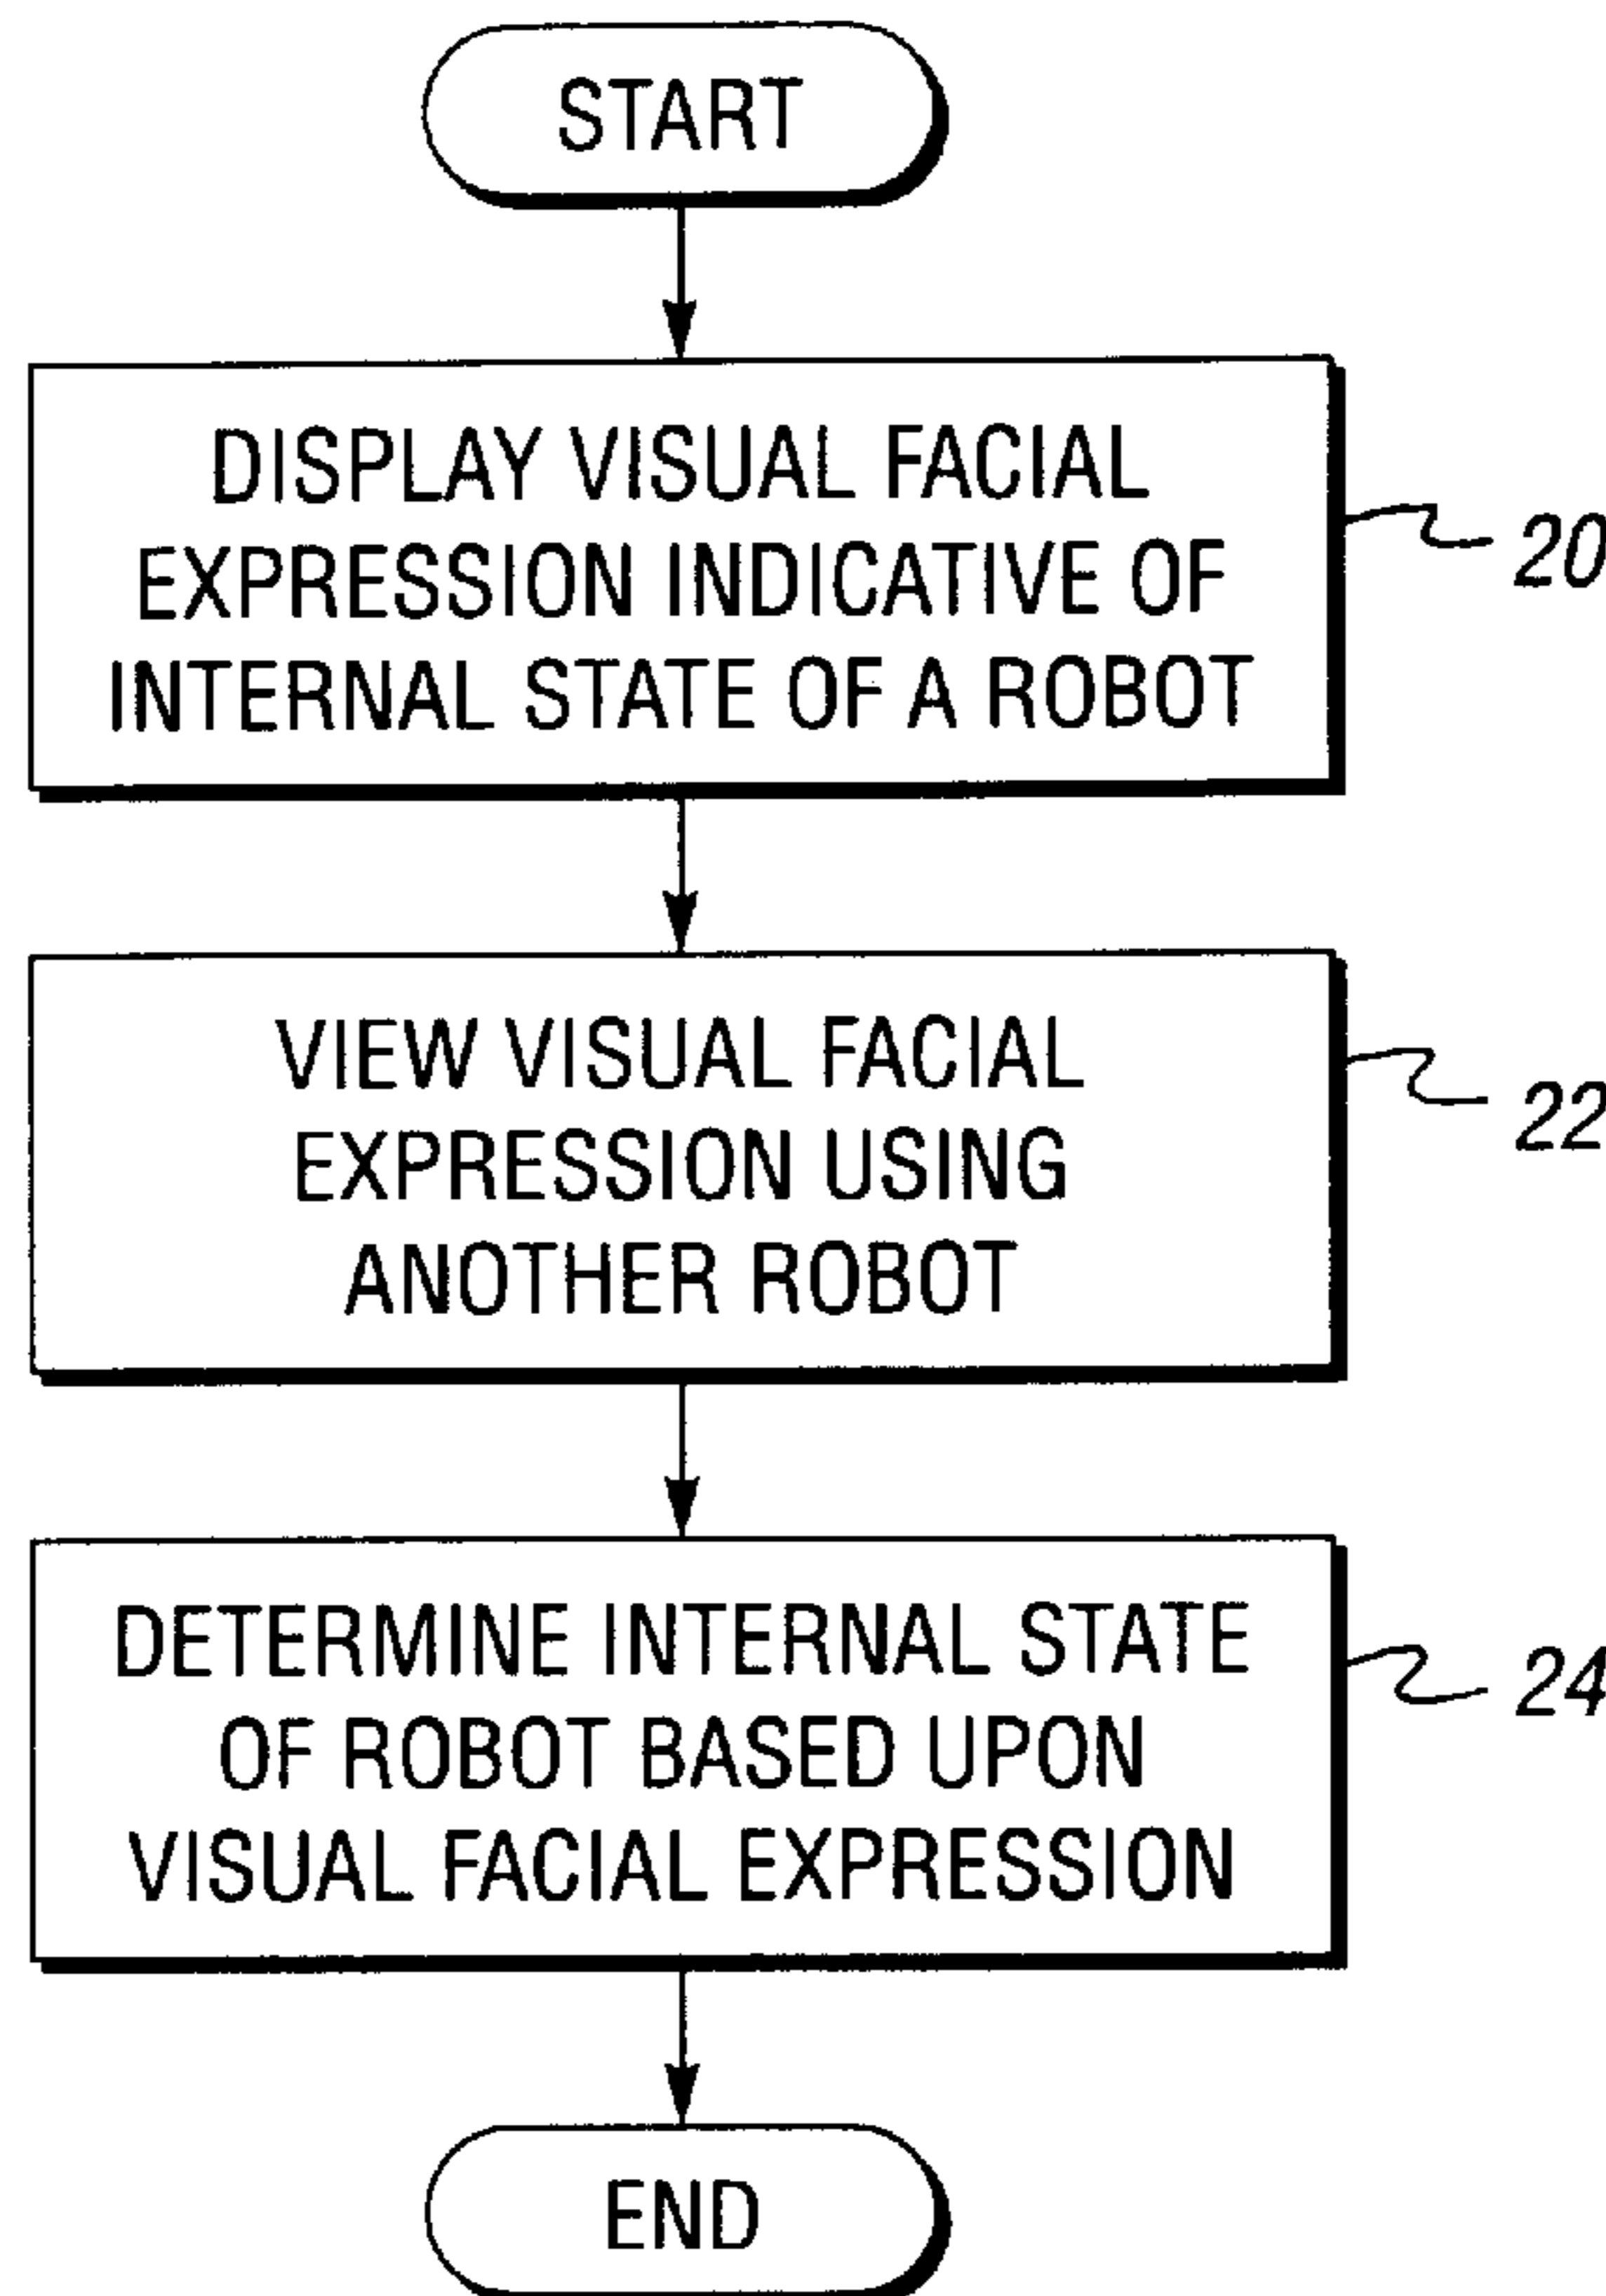 START
DISPLAY VISUAL FACIAL
EXPRESSION INDICATIVE OF
INTERNAL STATE OF A ROBOT
20
VIEW VISUAL FACIAL
EXPRESSION USING
ANOTHER ROBOT
22
DETERMINE INTERNAL STATE
OF ROBOT BASED UPON
VISUAL FACIAL EXPRESSION
24
END